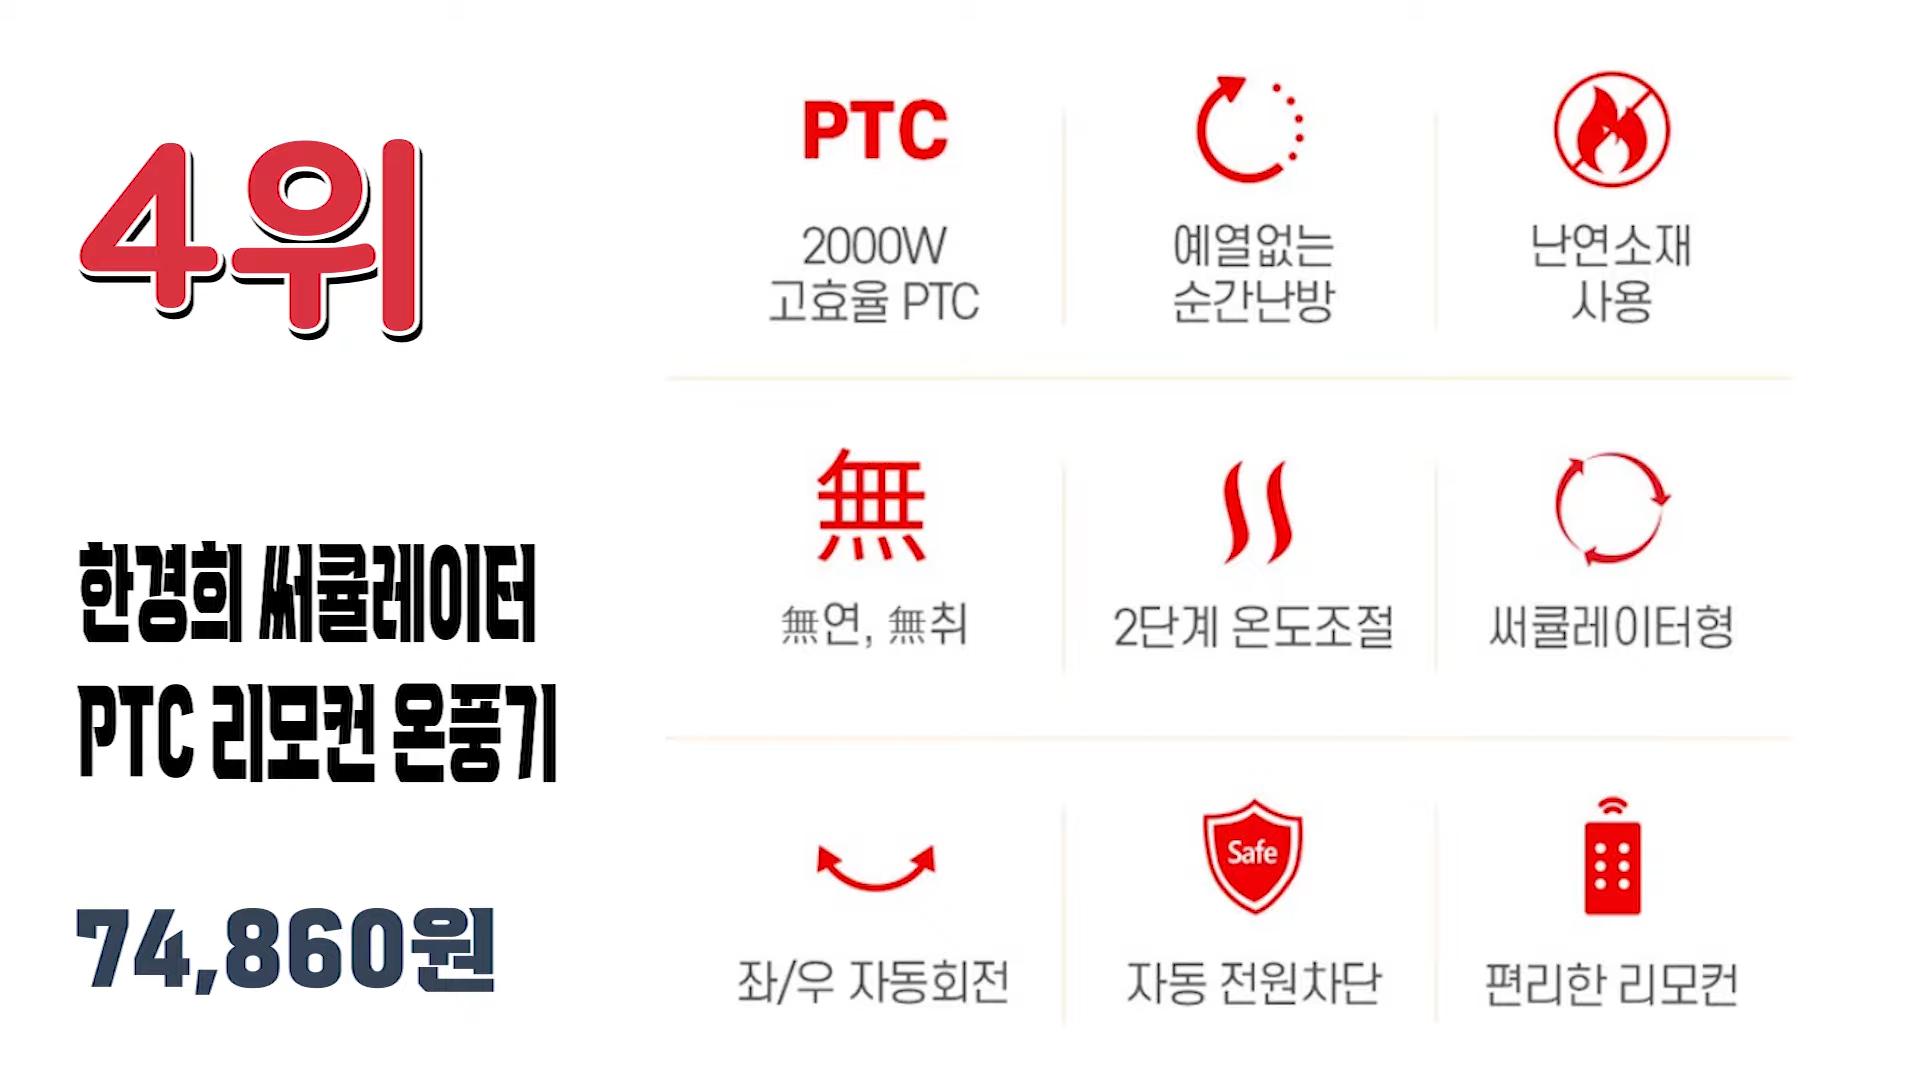 4위
한경희 써큘레이터
PTC 리모컨 온풍기
74,860원
PTC
2000W
고효율 PTC
예열없는
순간난방
난연소재
사용
無
無연, 無취
2단계 온도조절
써큘레이터형
좌/우 자동회전
Safe
자동 전원차단
편리한 리모컨